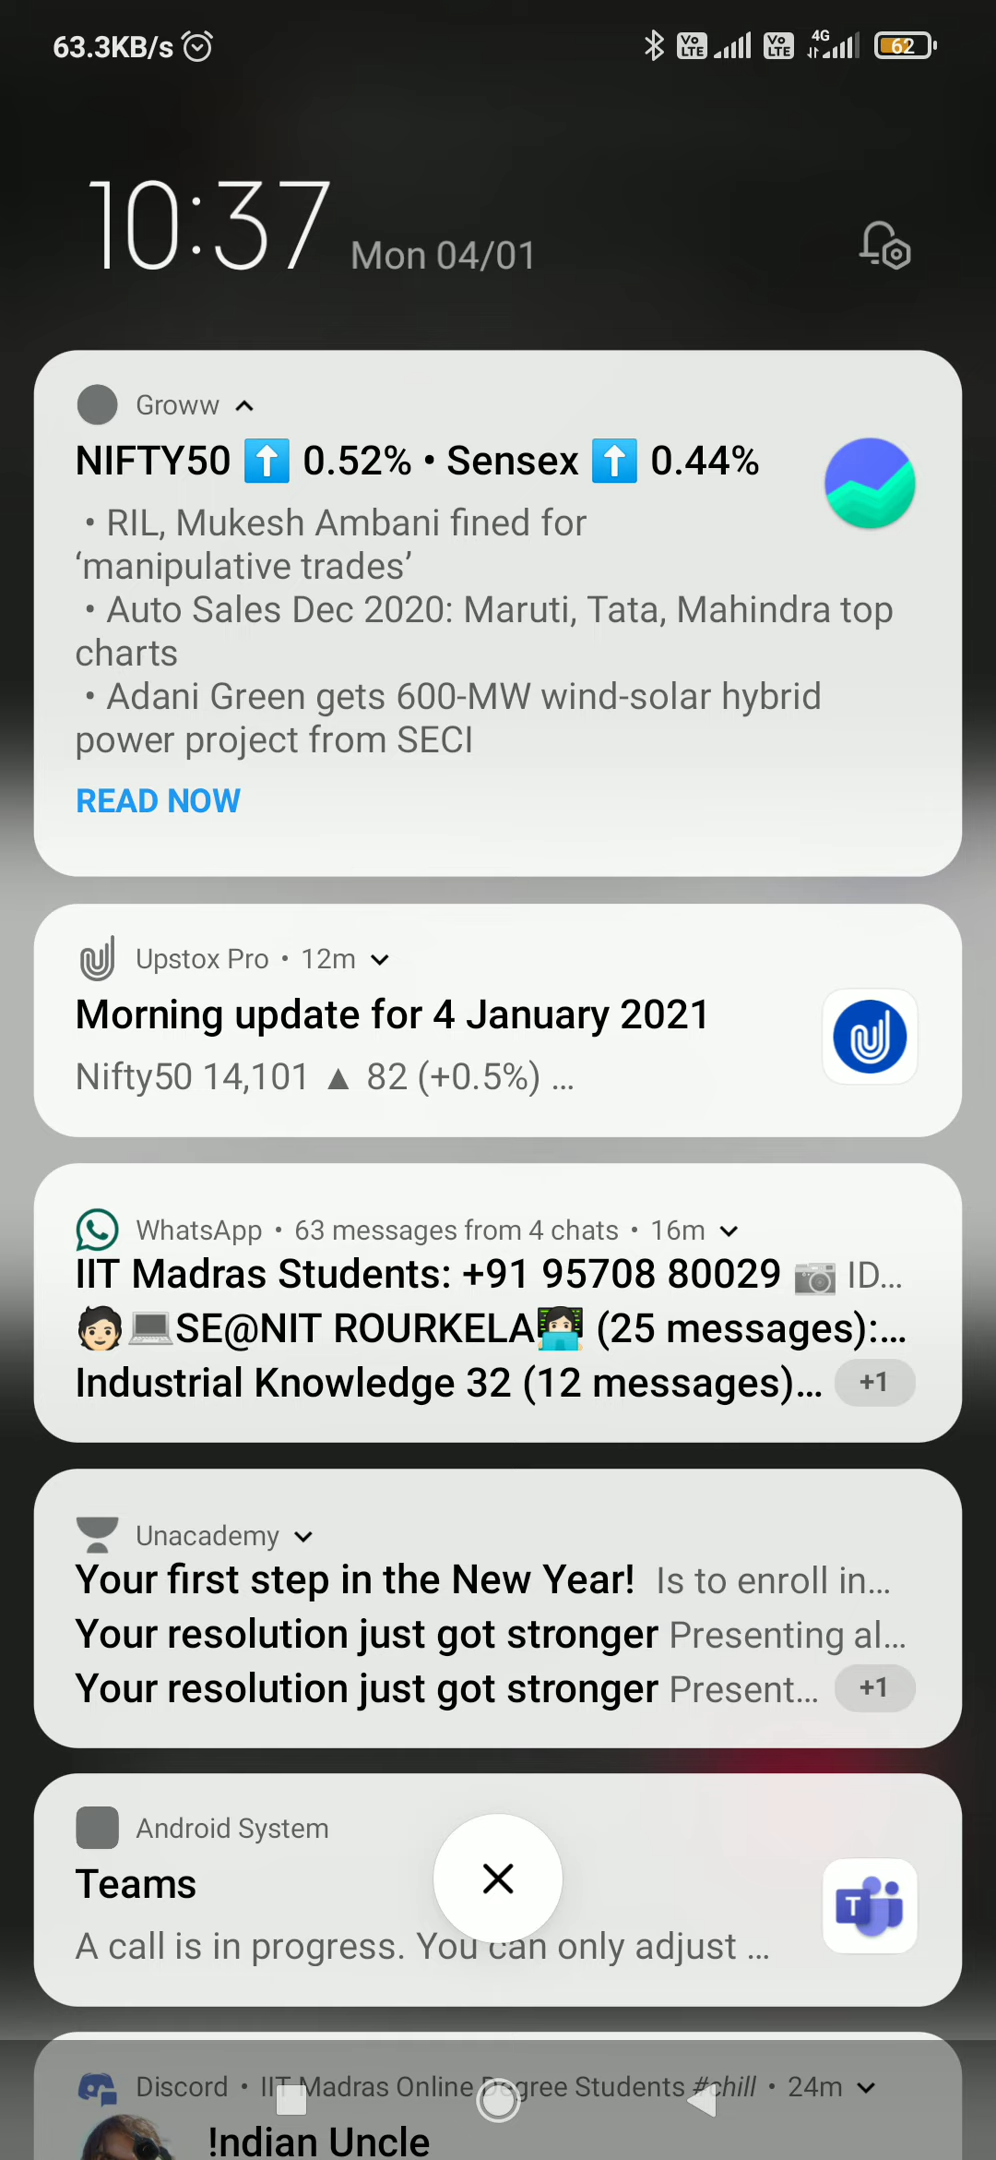 63.3KB/s
Vo LTE Vo LTE 4G 62
10:37 Mon 04/01
Groww
NIFTY50 ⬆️ 0.52% • Sensex ⬆️ 0.44%
• RIL, Mukesh Ambani fined for
‘manipulative trades’
• Auto Sales Dec 2020: Maruti, Tata, Mahindra top
charts
• Adani Green gets 600-MW wind-solar hybrid
power project from SECI
READ NOW
Upstox Pro • 12m
Morning update for 4 January 2021
Nifty50 14,101 ▲ 82 (+0.5%) ...
WhatsApp • 63 messages from 4 chats • 16m
IIT Madras Students: +91 95708 80029 📷 ID...
🧑🏻💻SE@NIT ROURKELA👩🏻‍💻 (25 messages):...
Industrial Knowledge 32 (12 messages)... +1
Unacademy
Your first step in the New Year! Is to enroll in...
Your resolution just got stronger Presenting al...
Your resolution just got stronger Present... +1
Android System
Teams
A call is in progress. You can only adjust ...
T
Discord • IIT Madras Online Degree Students #chill • 24m
!ndian Uncle